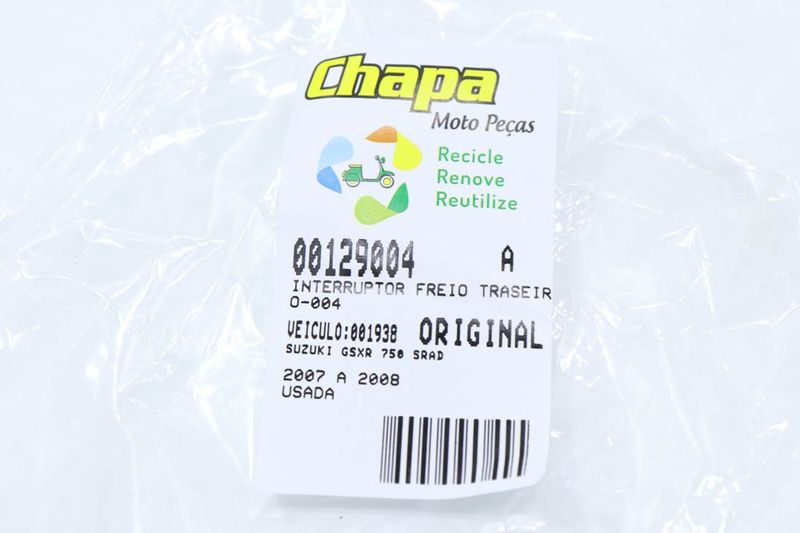 Chapa
Moto Peças
Recicle
Renove
Reutilize
00129004 A
INTERRUPTOR FREIO TRASEIR
O-004
VEICULO:001938 ORIGINAL
SUZUKI GSXR 750 SRAD
2007 A 2008
USADA